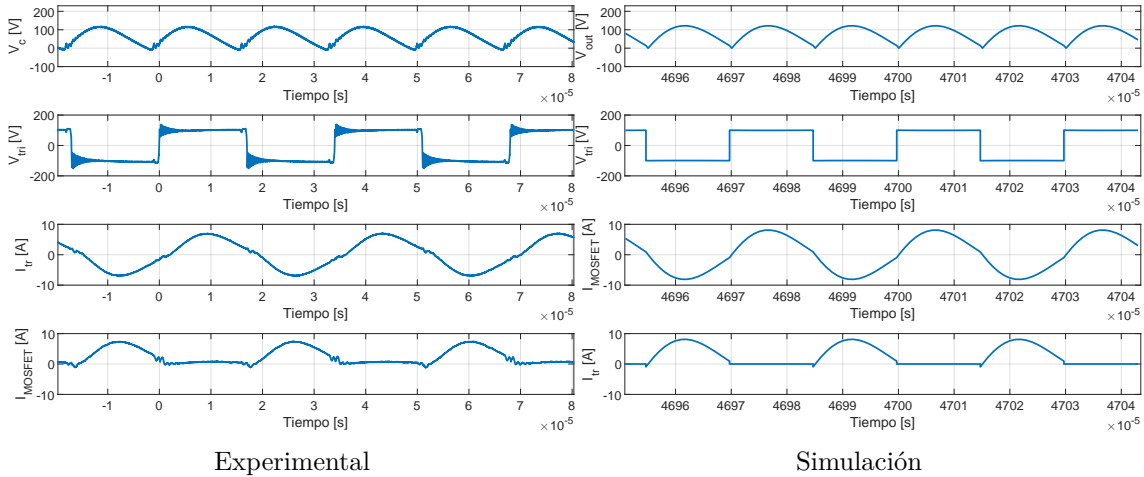 200
100
0
-100
V_c [V]
-1 0 1 2 3 4 5 6 7 8
Tiempo [s]
×10^-5
200
100
0
-100
V_out [V]
4696 4697 4698 4699 4700 4701 4702 4703 4704
Tiempo [s]
×10^-5
200
0
-200
V_tri [V]
-1 0 1 2 3 4 5 6 7 8
Tiempo [s]
×10^-5
200
0
-200
V_tri [V]
4696 4697 4698 4699 4700 4701 4702 4703 4704
Tiempo [s]
×10^-5
10
0
-10
I_tr [A]
-1 0 1 2 3 4 5 6 7 8
Tiempo [s]
×10^-5
10
0
-10
I_MOSFET [A]
4696 4697 4698 4699 4700 4701 4702 4703 4704
Tiempo [s]
×10^-5
10
0
-10
I_MOSFET [A]
-1 0 1 2 3 4 5 6 7 8
Tiempo [s]
×10^-5
10
0
-10
I_tr [A]
4696 4697 4698 4699 4700 4701 4702 4703 4704
Tiempo [s]
×10^-5
Experimental
Simulación